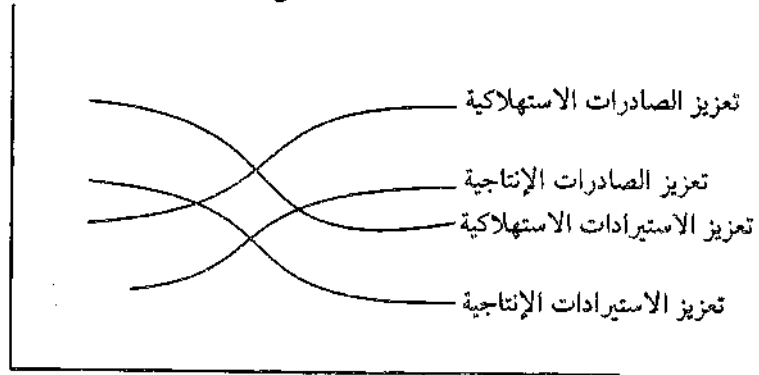 تعزيز الصادرات الاستهلاكية
تعزيز الصادرات الإنتاجية
تعزيز الاستيرادات الاستهلاكية
تعزيز الاستيرادات الإنتاجية